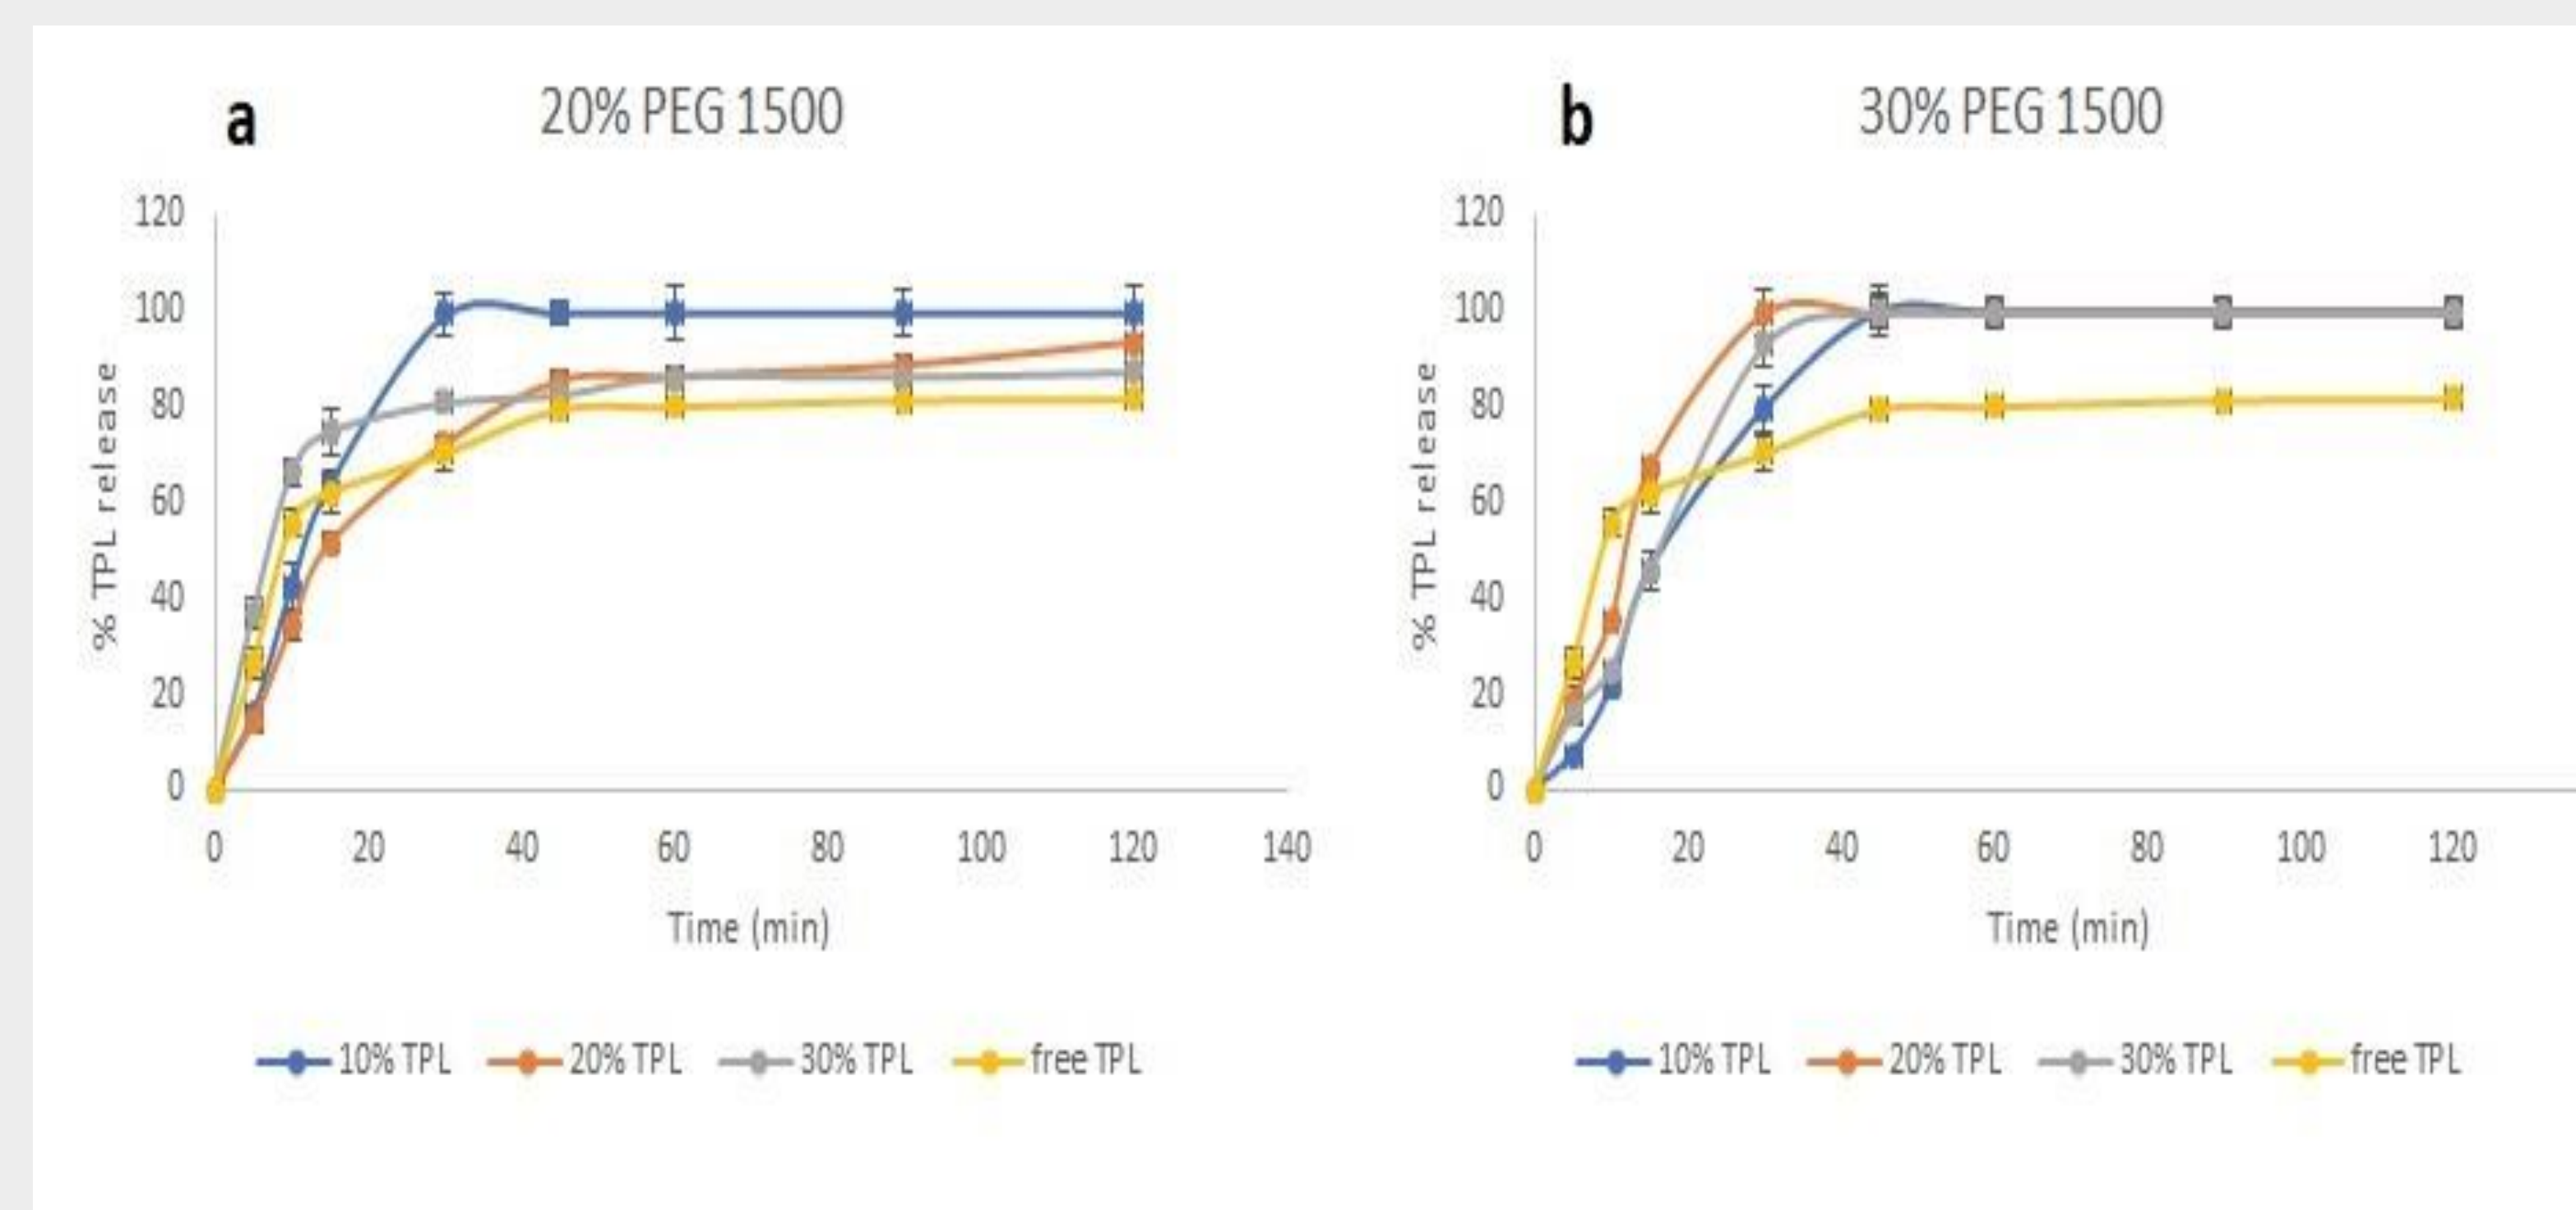 a
20% PEG 1500
120
100
80
60
40
20
0
% TPL release
0 20 40 60 80 100 120 140
Time (min)
10% TPL 20% TPL 30% TPL free TPL
b
30% PEG 1500
120
100
80
60
40
20
0
% TPL release
0 20 40 60 80 100 120
Time (min)
10% TPL 20% TPL 30% TPL free TPL